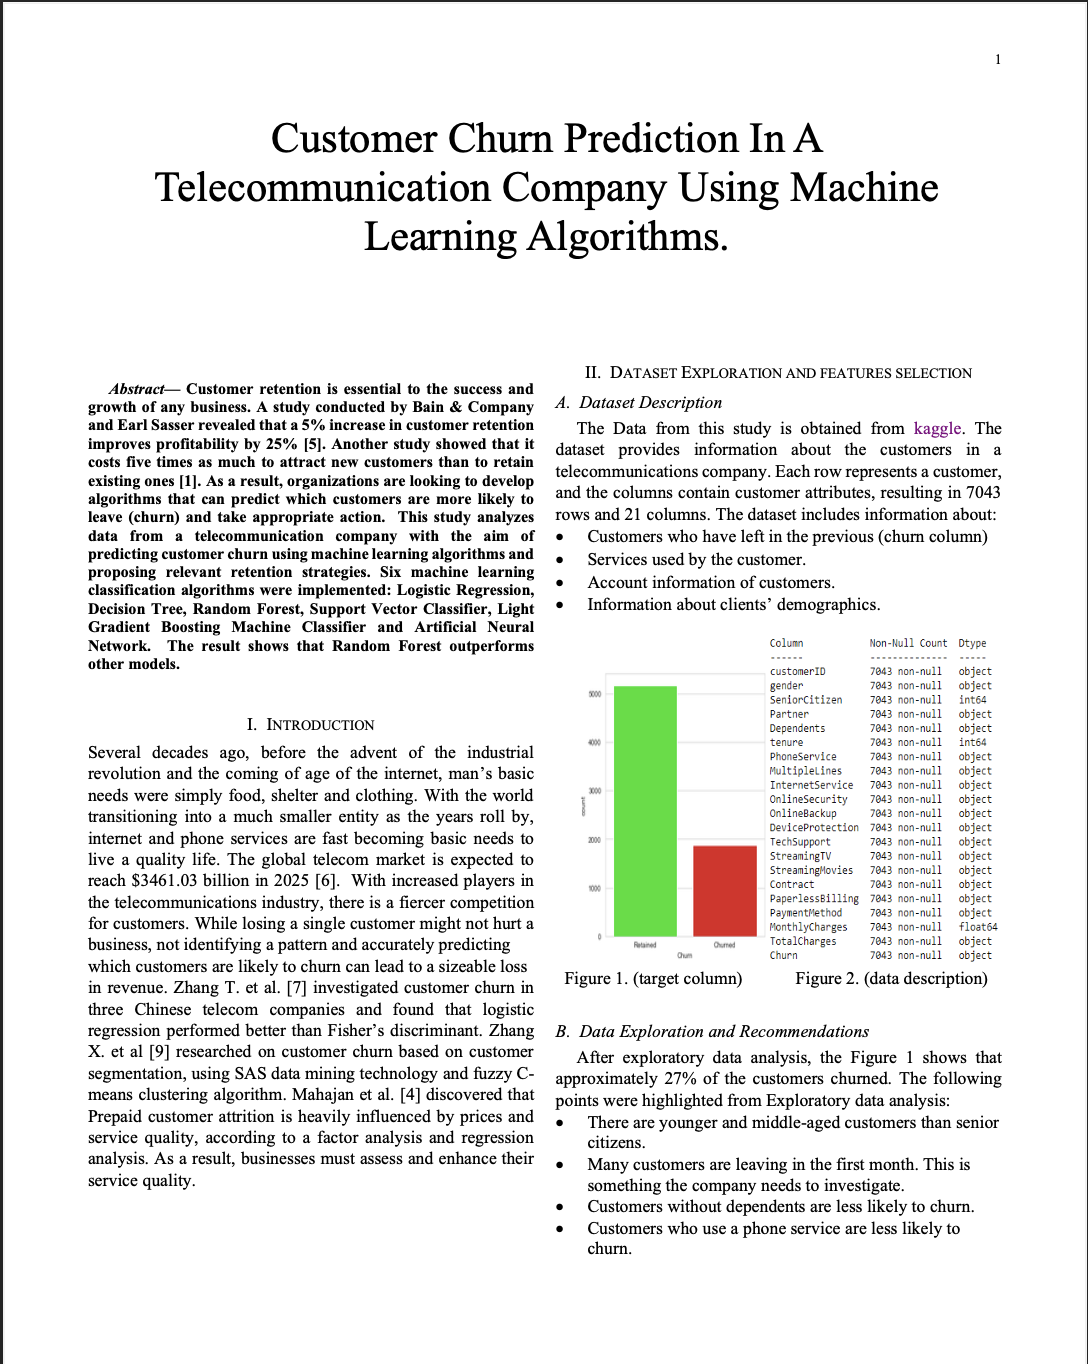 1
Customer Churn Prediction In A
Telecommunication Company Using Machine
Learning Algorithms.
Abstract— Customer retention is essential to the success and
growth of any business. A study conducted by Bain & Company
and Earl Sasser revealed that a 5% increase in customer retention
improves profitability by 25% [5]. Another study showed that it
costs five times as much to attract new customers than to retain
existing ones [1]. As a result, organizations are looking to develop
algorithms that can predict which customers are more likely to
leave (churn) and take appropriate action. This study analyzes
data from a telecommunication company with the aim of
predicting customer churn using machine learning algorithms and
proposing relevant retention strategies. Six machine learning
classification algorithms were implemented: Logistic Regression,
Decision Tree, Random Forest, Support Vector Classifier, Light
Gradient Boosting Machine Classifier and Artificial Neural
Network. The result shows that Random Forest outperforms
other models.
I. INTRODUCTION
Several decades ago, before the advent of the industrial
revolution and the coming of age of the internet, man's basic
needs were simply food, shelter and clothing. With the world
transitioning into a much smaller entity as the years roll by,
internet and phone services are fast becoming basic needs to
live a quality life. The global telecom market is expected to
reach $3461.03 billion in 2025 [6]. With increased players in
the telecommunications industry, there is a fiercer competition
for customers. While losing a single customer might not hurt a
business, not identifying a pattern and accurately predicting
which customers are likely to churn can lead to a sizeable loss
in revenue. Zhang T. et al. [7] investigated customer churn in
three Chinese telecom companies and found that logistic
regression performed better than Fisher's discriminant. Zhang
X. et al [9] researched on customer churn based on customer
segmentation, using SAS data mining technology and fuzzy C-
means clustering algorithm. Mahajan et al. [4] discovered that
Prepaid customer attrition is heavily influenced by prices and
service quality, according to a factor analysis and regression
analysis. As a result, businesses must assess and enhance their
service quality.
II. DATASET EXPLORATION AND FEATURES SELECTION
A. Dataset Description
The Data from this study is obtained from kaggle. The
dataset provides information about the customers in a
telecommunications company. Each row represents a customer,
and the columns contain customer attributes, resulting in 7043
rows and 21 columns. The dataset includes information about:
• Customers who have left in the previous (churn column)
• Services used by the customer.
• Account information of customers.
• Information about clients' demographics.
5000
4000
3000
2000
1000
0
count
Retained Churned
Churn
Column Non-Null Count Dtype
------ -------------- -----
customerID 7043 non-null object
gender 7043 non-null object
SeniorCitizen 7043 non-null int64
Partner 7043 non-null object
Dependents 7043 non-null object
tenure 7043 non-null int64
PhoneService 7043 non-null object
MultipleLines 7043 non-null object
InternetService 7043 non-null object
OnlineSecurity 7043 non-null object
OnlineBackup 7043 non-null object
DeviceProtection 7043 non-null object
TechSupport 7043 non-null object
StreamingTV 7043 non-null object
StreamingMovies 7043 non-null object
Contract 7043 non-null object
PaperlessBilling 7043 non-null object
PaymentMethod 7043 non-null object
MonthlyCharges 7043 non-null float64
TotalCharges 7043 non-null object
Churn 7043 non-null object
Figure 1. (target column) Figure 2. (data description)
B. Data Exploration and Recommendations
After exploratory data analysis, the Figure 1 shows that
approximately 27% of the customers churned. The following
points were highlighted from Exploratory data analysis:
• There are younger and middle-aged customers than senior
citizens.
• Many customers are leaving in the first month. This is
something the company needs to investigate.
• Customers without dependents are less likely to churn.
• Customers who use a phone service are less likely to
churn.